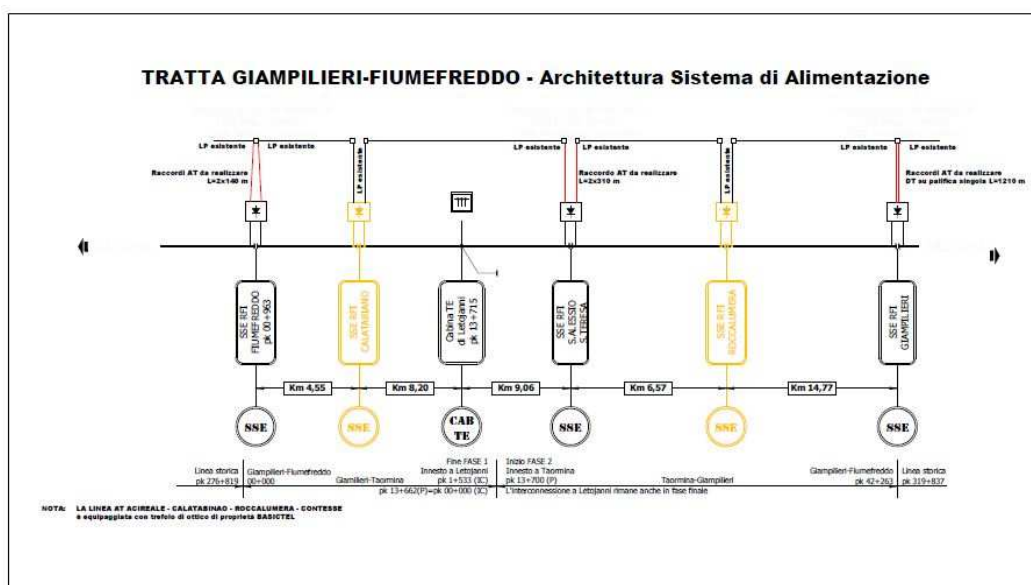 TRATTA GIAMPILIERI-FIUMEFREDDO - Architettura Sistema di Alimentazione
LP esistente
LP esistente
LP esistente
LP esistente
LP esistente
LP esistente
Raccordi AT da realizzare
L=2x140 m
LP esistente
Raccordo AT da realizzare
L=2x310 m
LP esistente
Raccordi AT da realizzare
DT su palifica singola L=1210 m
SSE RFI
FIUMEFREDDO
pk 00+963
SSE RFI
CALATABIANO
Cabina TE
di Letojanni
pk 13+715
SSE RFI
S.ALESSIO
S.TERESA
SSE RFI
ROCCALUMERA
SSE RFI
GIAMPILIERI
Km 4,55
Km 8,20
Km 9,06
Km 6,57
Km 14,77
SSE
SSE
CAB
TE
SSE
SSE
SSE
Linea storica
pk 276+819
Giampilieri-Fiumefreddo
00+000
Giamilieri-Taormina
Fine FASE 1
Innesto a Letojanni
pk 1+533 (IC)
pk 13+662(P)=pk 00+000 (IC)
Inizio FASE 2
Innesto a Taormina
pk 13+700 (P)
L'interconnessione a Letojanni rimane anche in fase finale
Taormina-Giampilieri
Giampilieri-Fiumefreddo
pk 42+263
Linea storica
pk 319+837
NOTA: LA LINEA AT ACIREALE - CALATABINAO - ROCCALUMERA - CONTESSE
è equipaggiata con trefolo di ottico di proprietà BASICTEL